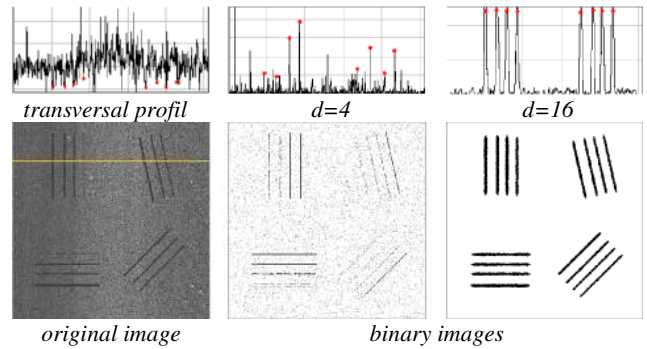 transversal profil d=4 d=16
original image binary images